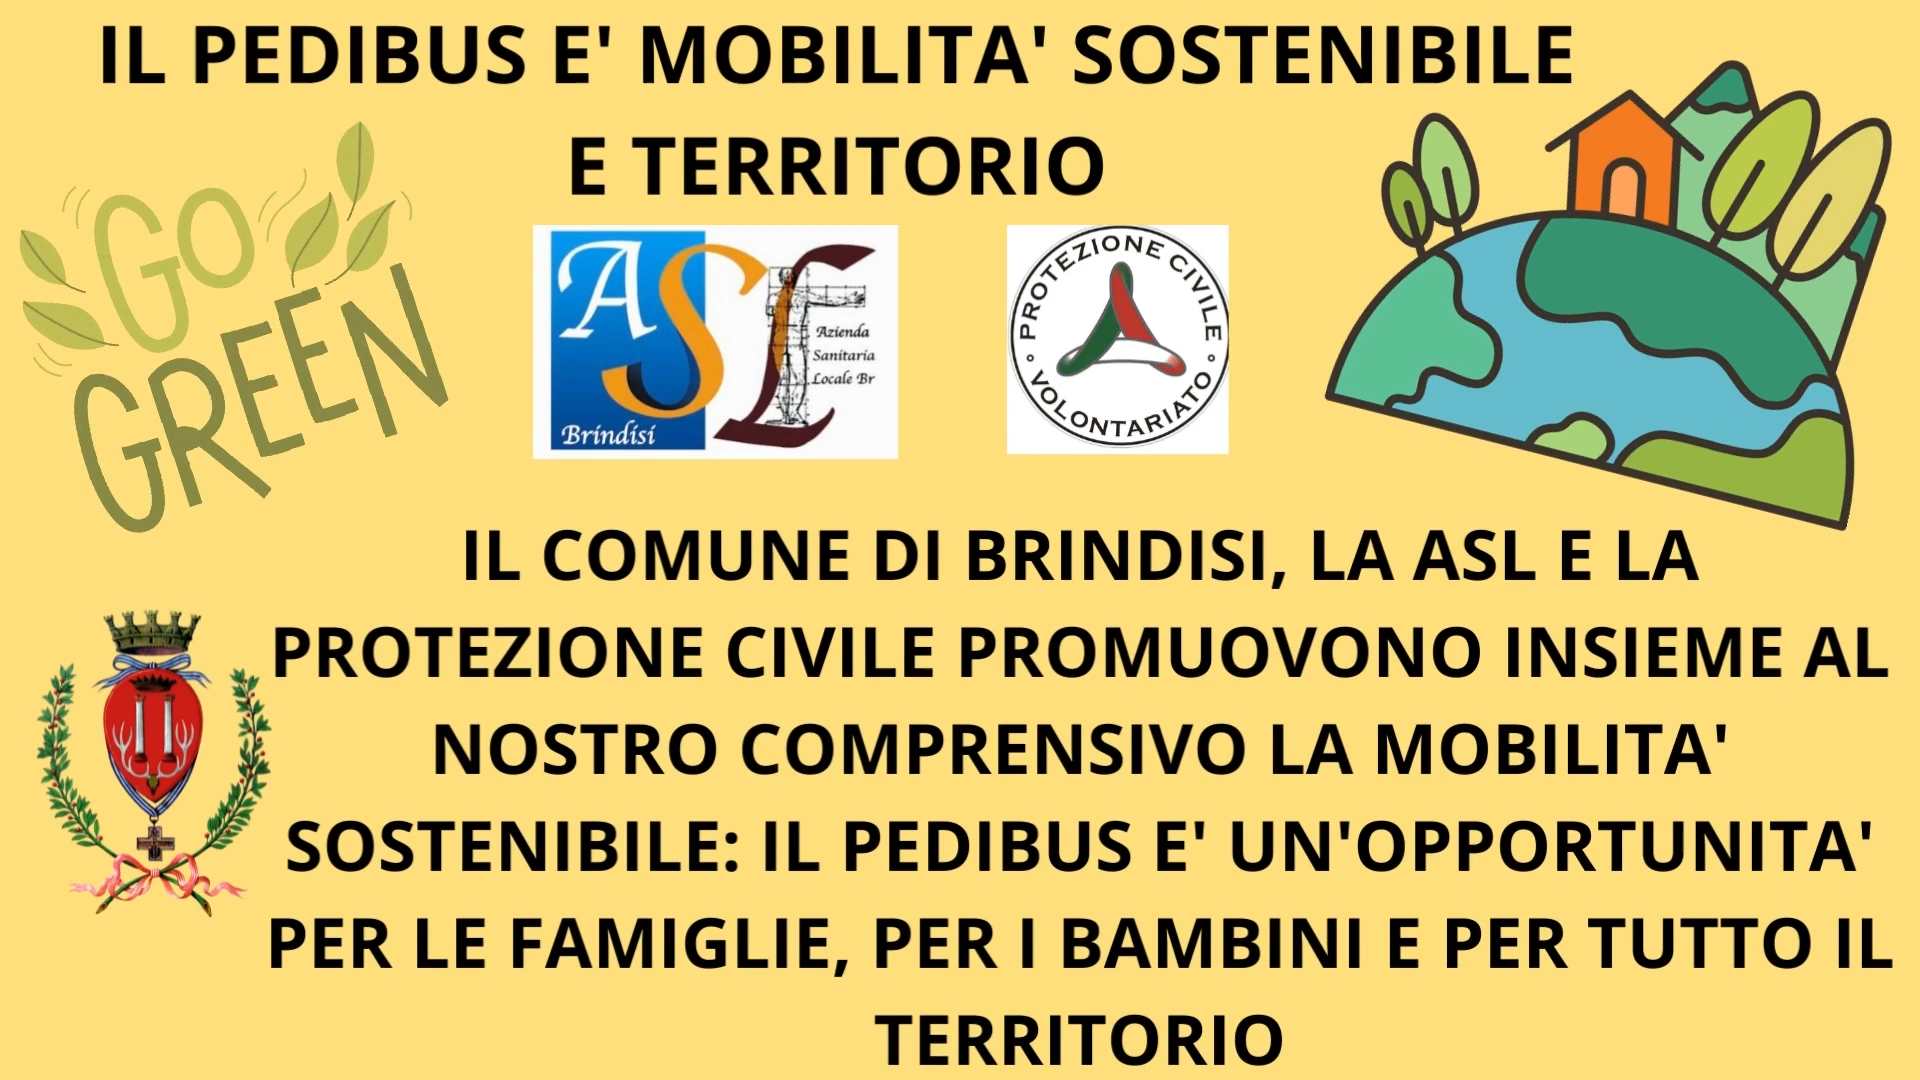 IL PEDIBUS E' MOBILITA' SOSTENIBILE
E TERRITORIO
GO
GREEN
ASL
Azienda
Sanitaria
Locale Br
Brindisi
PROTEZIONE CIVILE
VOLONTARIATO
IL COMUNE DI BRINDISI, LA ASL E LA
PROTEZIONE CIVILE PROMUOVONO INSIEME AL
NOSTRO COMPRENSIVO LA MOBILITA'
SOSTENIBILE: IL PEDIBUS E' UN'OPPORTUNITA'
PER LE FAMIGLIE, PER I BAMBINI E PER TUTTO IL
TERRITORIO